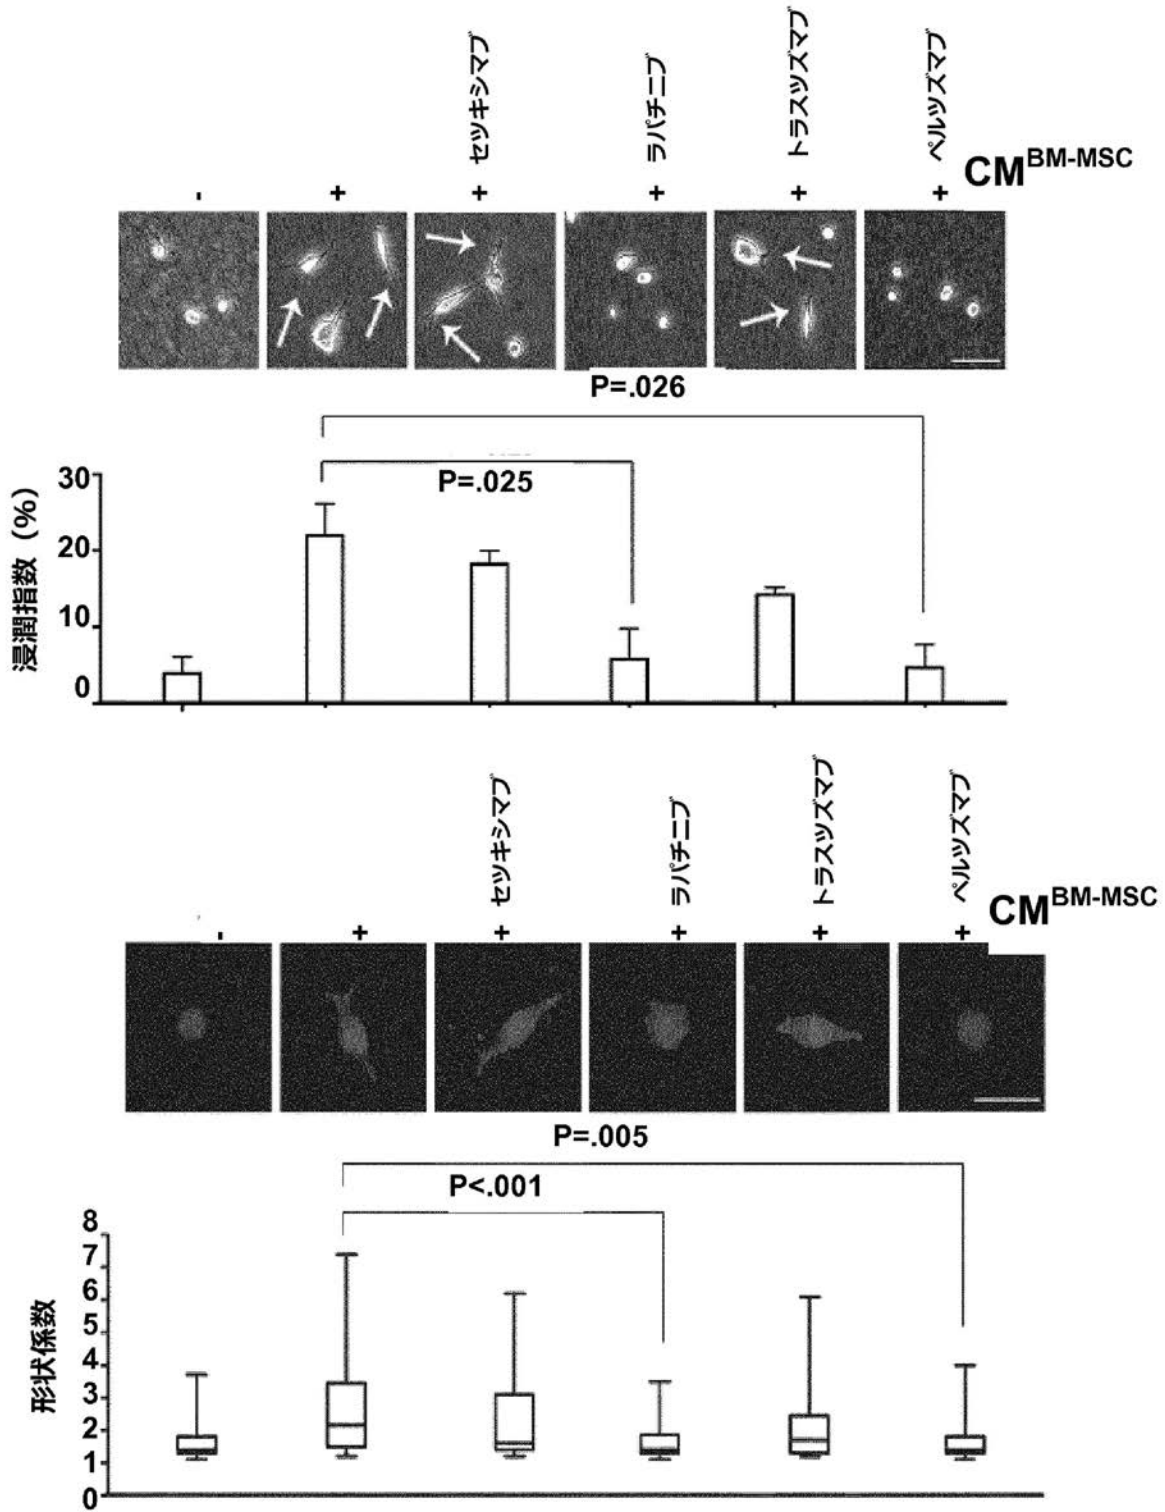 セツキシマブ
ラパチニブ
トラスツズマブ
ペルツズマブ
- + + + + + CMBM-MSC
P=.026
P=.025
浸潤指数 (%)
30
20
10
0
セツキシマブ
ラパチニブ
トラスツズマブ
ペルツズマブ
- + + + + + CMBM-MSC
P=.005
P<.001
形状係数
8
7
6
5
4
3
2
1
0